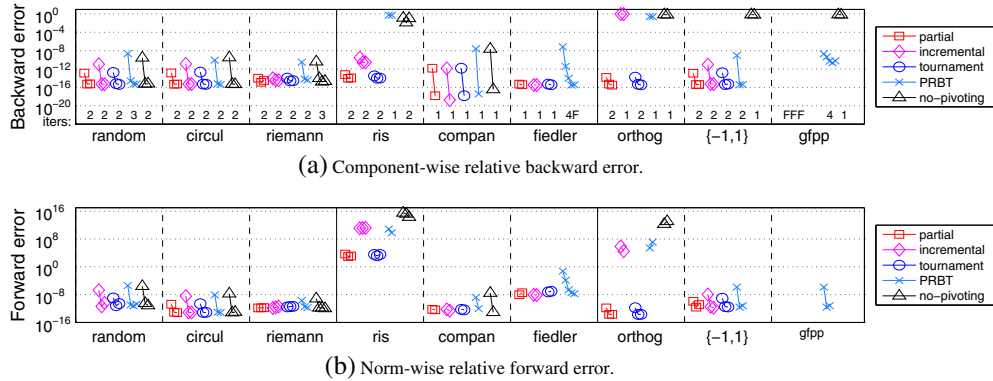 Backward error
10^0
10^-4
10^-8
10^-12
10^-16
10^-20
iters: 2 2 2 3 2 2 2 2 2 2 2 2 2 2 3 2 2 2 1 2 1 1 1 1 1 1 1 1 4F 2 1 2 1 1 2 2 2 2 1 FFF 4 1
random circul riemann ris compan fiedler orthog {-1,1} gfpp
partial
incremental
tournament
PRBT
no-pivoting
(a) Component-wise relative backward error.
Forward error
10^16
10^8
10^0
10^-8
10^-16
random circul riemann ris compan fiedler orthog {-1,1} gfpp
partial
incremental
tournament
PRBT
no-pivoting
(b) Norm-wise relative forward error.